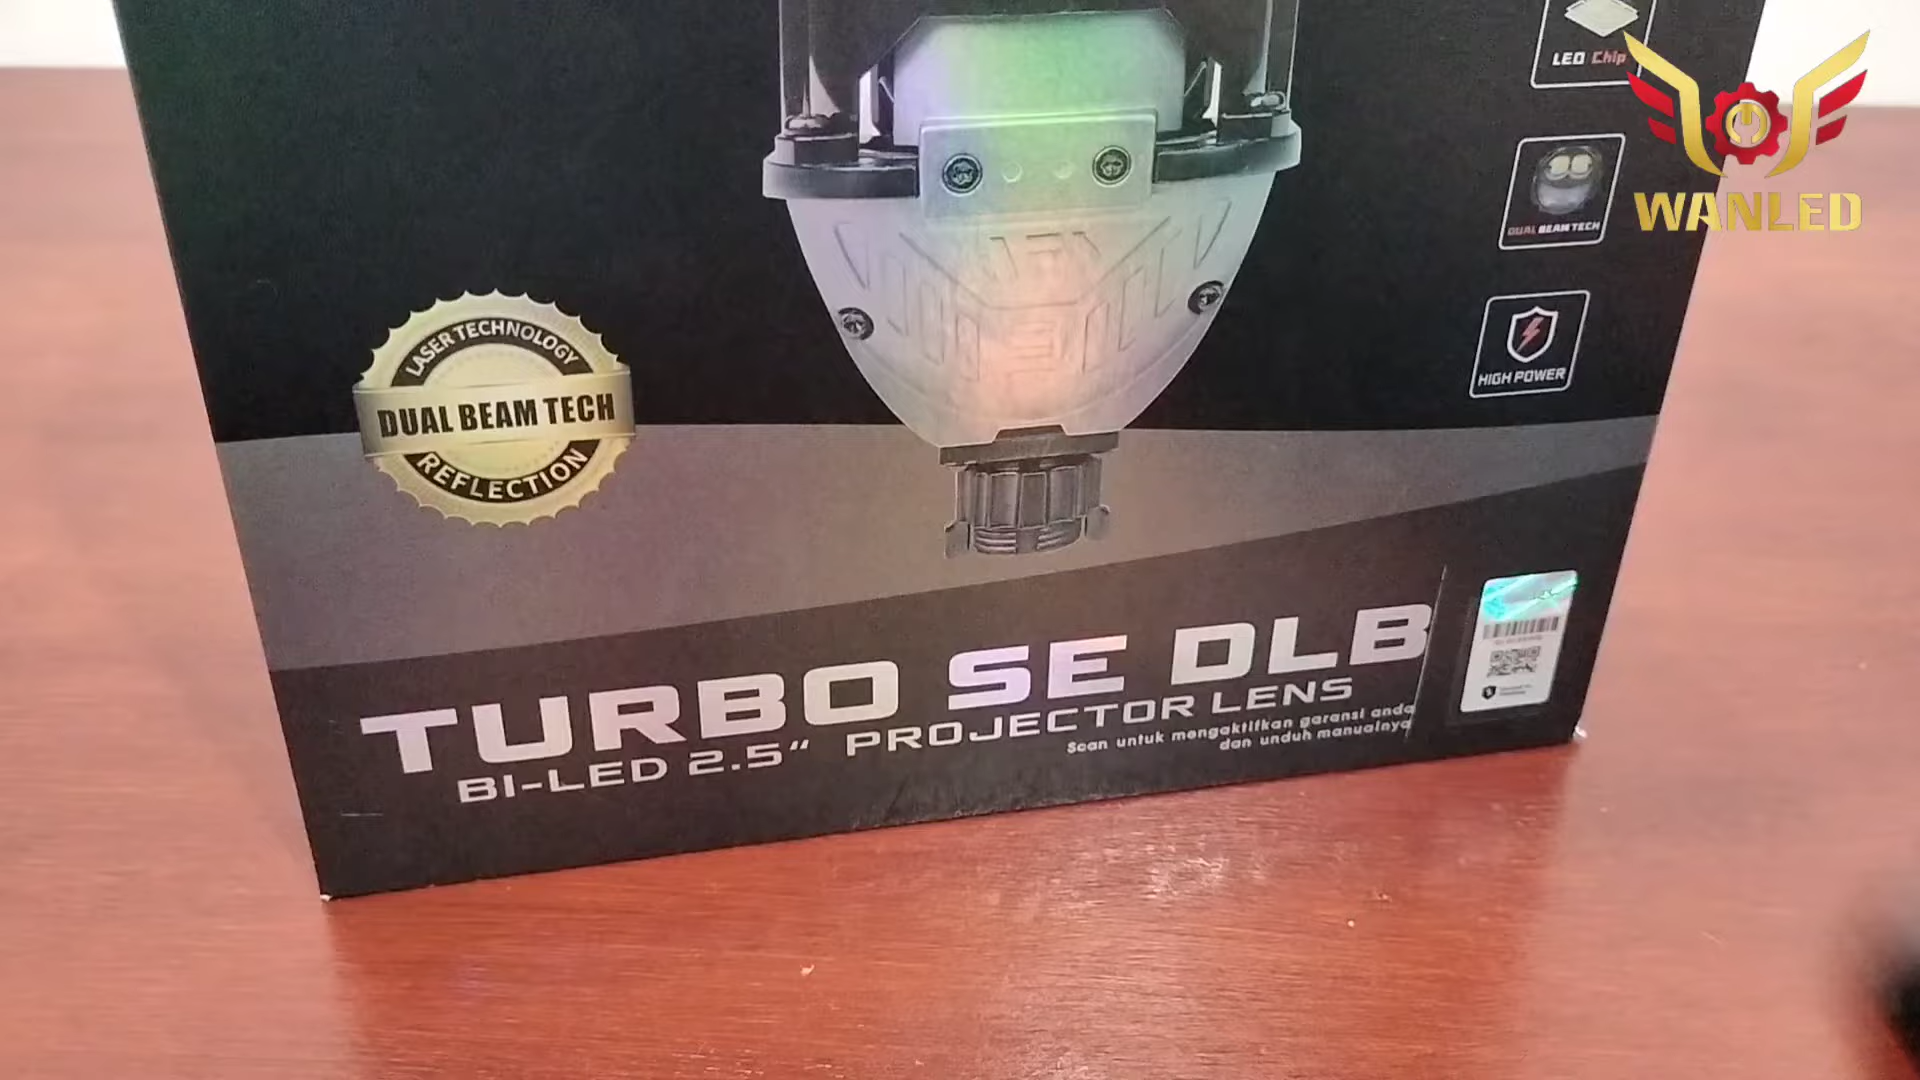 LED Chip
WANLED
DUAL BEAM TECH
HIGH POWER
LASER TECHNOLOGY
DUAL BEAM TECH
REFLECTION
TURBO SE DLB
BI-LED 2.5" PROJECTOR LENS
Scan untuk mengaktifkan garansi anda
dan unduh manualnya